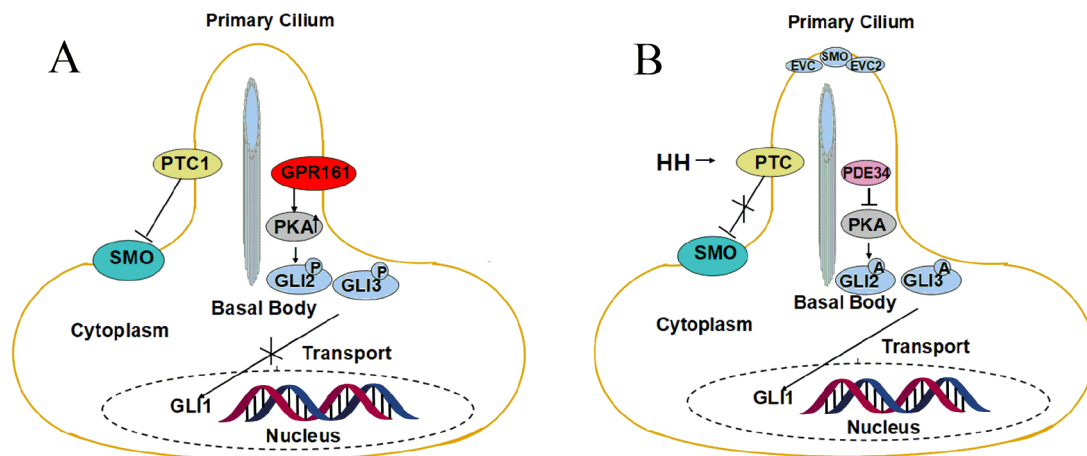 Primary Cilium
A
PTC1
GPR161
PKA
SMO
P
P
GLI2
GLI3
Basal Body
Cytoplasm
Transport
GLI1
Nucleus
Primary Cilium
B
EVC
SMO
EVC2
HH
PTC
PDE34
PKA
SMO
A
A
GLI2
GLI3
Basal Body
Cytoplasm
Transport
GLI1
Nucleus